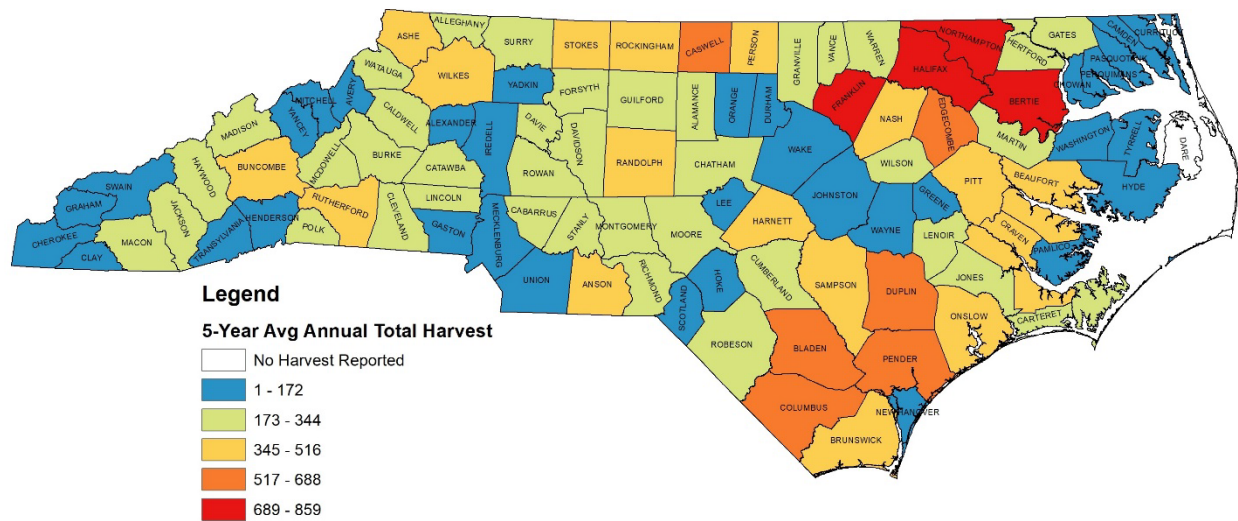 ASHE
ALLEGHANY
SURRY
STOKES
ROCKINGHAM
CASWELL
PERSON
GRANVILLE
VANCE
WARREN
NORTHAMPTON
HALIFAX
HERTFORD
GATES
CAMDEN
CURRITUCK
PASQUOTANK
PERQUIMANS
CHOWAN
WATAUGA
WILKES
YADKIN
FORSYTH
GUILFORD
ALAMANCE
ORANGE
DURHAM
FRANKLIN
NASH
EDGECOMBE
BERTIE
MARTIN
WASHINGTON
TYRRELL
DARE
MITCHELL
AVERY
YANCEY
CALDWELL
ALEXANDER
IREDELL
DAVIE
DAVIDSON
RANDOLPH
CHATHAM
WAKE
WILSON
PITT
BEAUFORT
HYDE
MADISON
HAYWOOD
BUNCOMBE
MCDOWELL
BURKE
CATAWBA
ROWAN
LEE
JOHNSTON
WAYNE
GREENE
LENOIR
CRAVEN
PAMLICO
SWAIN
GRAHAM
CHEROKEE
CLAY
MACON
JACKSON
TRANSYLVANIA
HENDERSON
POLK
RUTHERFORD
CLEVELAND
LINCOLN
GASTON
MECKLENBURG
CABARRUS
STANLY
MONTGOMERY
MOORE
HARNETT
UNION
ANSON
RICHMOND
SCOTLAND
HOKE
CUMBERLAND
SAMPSON
DUPLIN
JONES
ONSLOW
CARTERET
ROBESON
BLADEN
PENDER
COLUMBUS
NEW HANOVER
BRUNSWICK
Legend
5-Year Avg Annual Total Harvest
No Harvest Reported
1 - 172
173 - 344
345 - 516
517 - 688
689 - 859